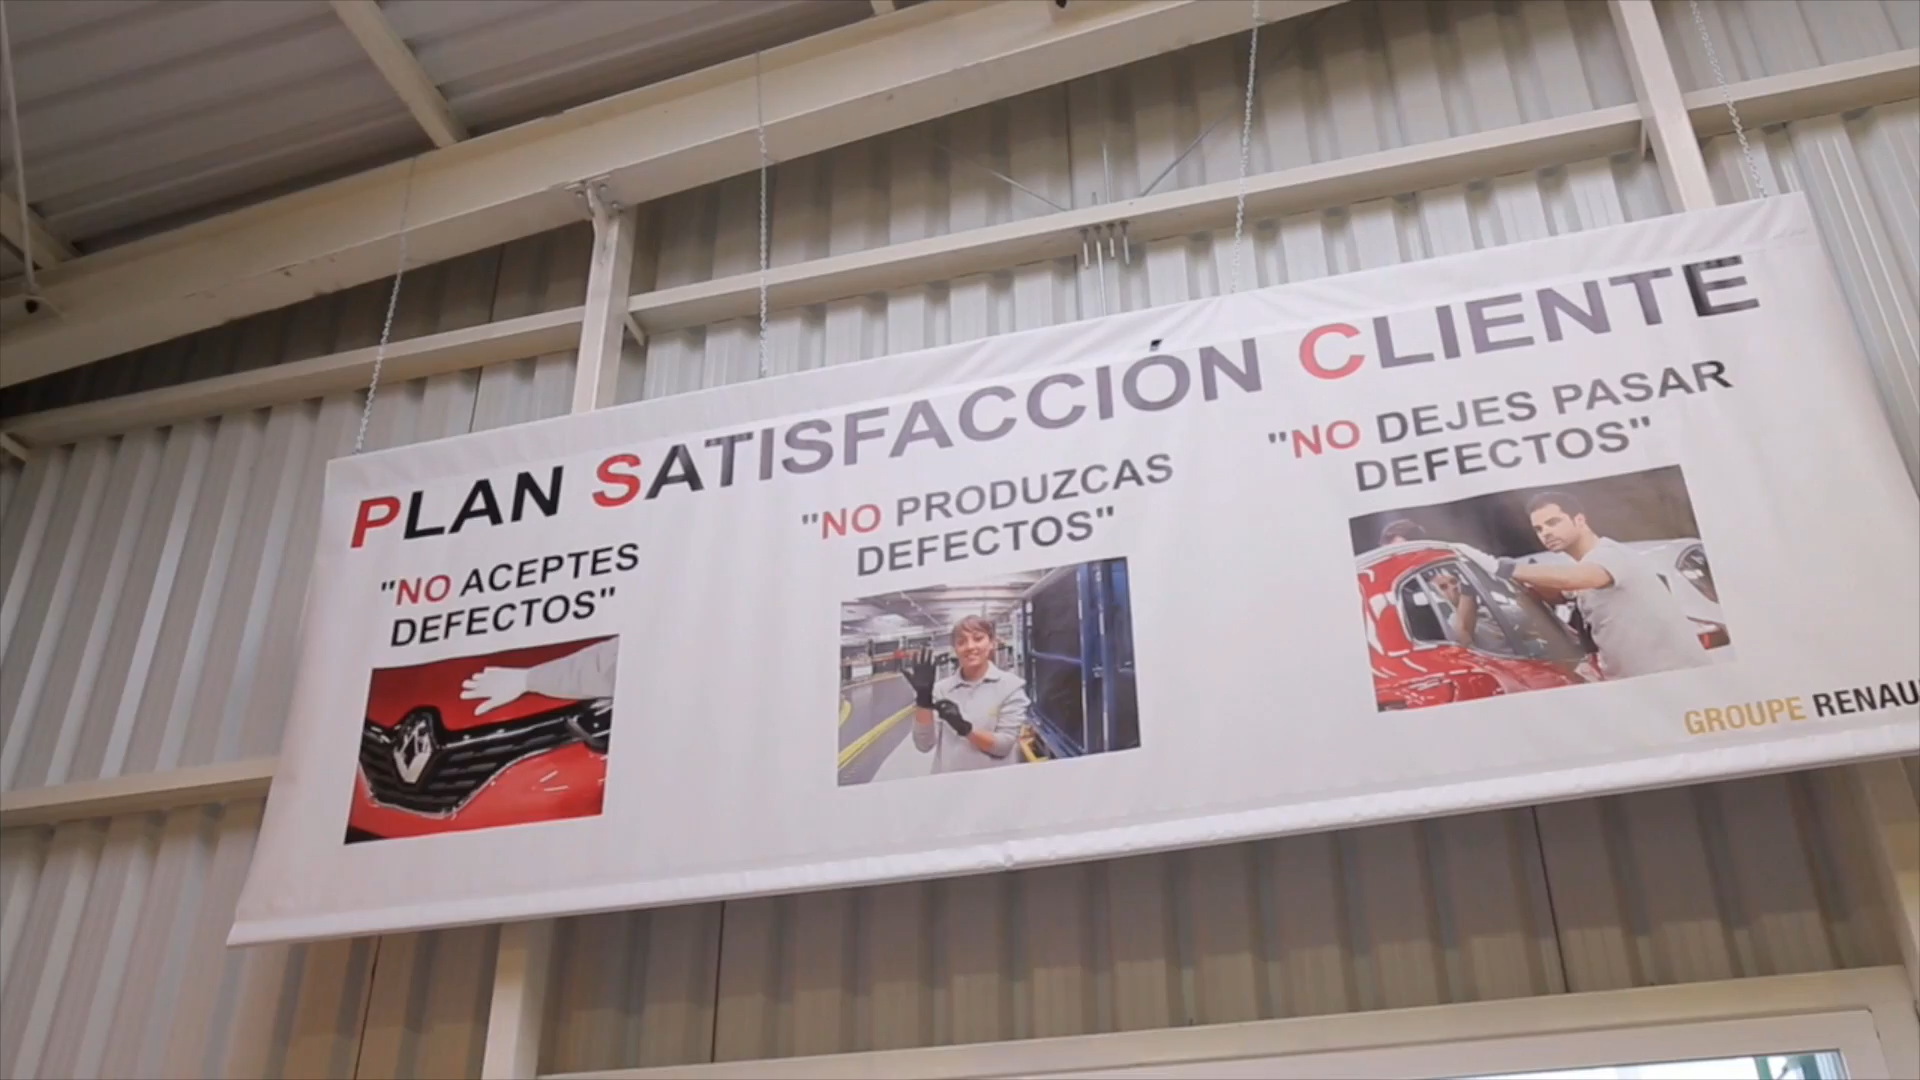 PLAN SATISFACCIÓN CLIENTE
"NO ACEPTES
DEFECTOS"
"NO PRODUZCAS
DEFECTOS"
"NO DEJES PASAR
DEFECTOS"
GROUPE RENAU